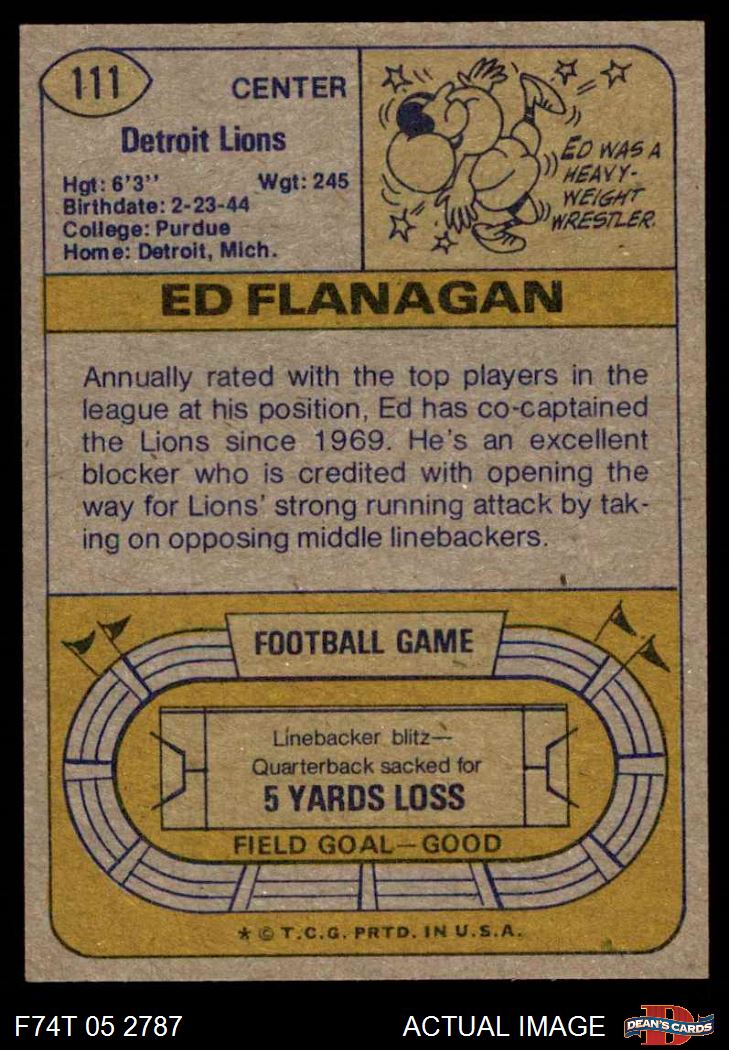 111
CENTER
Detroit Lions
Hgt: 6'3'' Wgt: 245
Birthdate: 2-23-44
College: Purdue
Home: Detroit, Mich.
ED WAS A
HEAVY-
WEIGHT
WRESTLER.
ED FLANAGAN
Annually rated with the top players in the
league at his position, Ed has co-captained
the Lions since 1969. He's an excellent
blocker who is credited with opening the
way for Lions' strong running attack by tak-
ing on opposing middle linebackers.
FOOTBALL GAME
Linebacker blitz—
Quarterback sacked for
5 YARDS LOSS
FIELD GOAL—GOOD
* © T.C.G. PRTD. IN U.S.A.
F74T 05 2787 ACTUAL IMAGE
D
DEAN'S CARDS